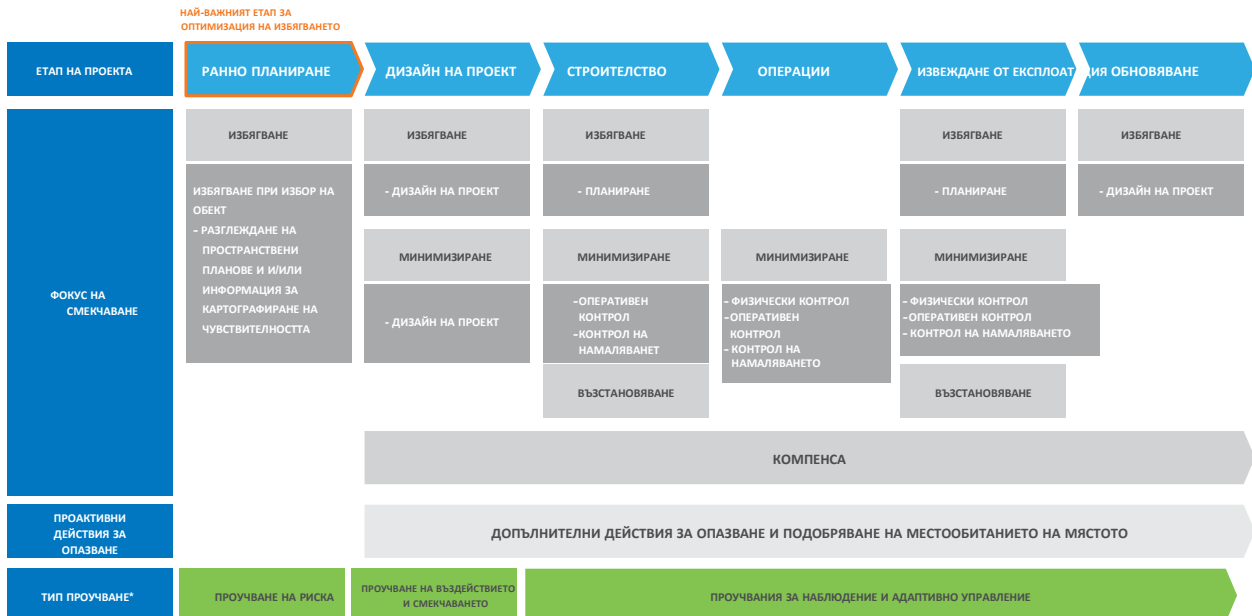 НАЙ-ВАЖНИЯТ ЕТАП ЗА
ОПТИМИЗАЦИЯ НА ИЗБЯГВАНЕТО
ЕТАП НА ПРОЕКТА
РАННО ПЛАНИРАНЕ
ДИЗАЙН НА ПРОЕКТ
СТРОИТЕЛСТВО
ОПЕРАЦИИ
ИЗВЕЖДАНЕ ОТ ЕКСПЛОАТАЦИЯ
ОБНОВЯВАНЕ
ФОКУС НА
СМЕКЧАВАНЕ
ИЗБЯГВАНЕ
ИЗБЯГВАНЕ ПРИ ИЗБОР НА
ОБЕКТ
- РАЗГЛЕЖДАНЕ НА
ПРОСТРАНСТВЕНИ
ПЛАНОВЕ И И/ИЛИ
ИНФОРМАЦИЯ ЗА
КАРТОГРАФИРАНЕ НА
ЧУВСТВИТЕЛНОСТТА
ИЗБЯГВАНЕ
- ДИЗАЙН НА ПРОЕКТ
МИНИМИЗИРАНЕ
- ДИЗАЙН НА ПРОЕКТ
ИЗБЯГВАНЕ
- ПЛАНИРАНЕ
МИНИМИЗИРАНЕ
-ОПЕРАТИВЕН
КОНТРОЛ
-КОНТРОЛ НА
НАМАЛЯВАНЕТ
ВЪЗСТАНОВЯВАНЕ
МИНИМИЗИРАНЕ
- ФИЗИЧЕСКИ КОНТРОЛ
-ОПЕРАТИВЕН
КОНТРОЛ
- КОНТРОЛ НА
НАМАЛЯВАНЕТО
ИЗБЯГВАНЕ
- ПЛАНИРАНЕ
МИНИМИЗИРАНЕ
- ФИЗИЧЕСКИ КОНТРОЛ
-ОПЕРАТИВЕН КОНТРОЛ
- КОНТРОЛ НА НАМАЛЯВАНЕТО
ВЪЗСТАНОВЯВАНЕ
ИЗБЯГВАНЕ
- ДИЗАЙН НА ПРОЕКТ
КОМПЕНСА
ПРОАКТИВНИ
ДЕЙСТВИЯ ЗА
ОПАЗВАНЕ
ДОПЪЛНИТЕЛНИ ДЕЙСТВИЯ ЗА ОПАЗВАНЕ И ПОДОБРЯВАНЕ НА МЕСТООБИТАНИЕТО НА МЯСТОТО
ТИП ПРОУЧВАНЕ*
ПРОУЧВАНЕ НА РИСКА
ПРОУЧВАНЕ НА ВЪЗДЕЙСТВИЕТО
И СМЕКЧАВАНЕТО
ПРОУЧВАНИЯ ЗА НАБЛЮДЕНИЕ И АДАПТИВНО УПРАВЛЕНИЕ